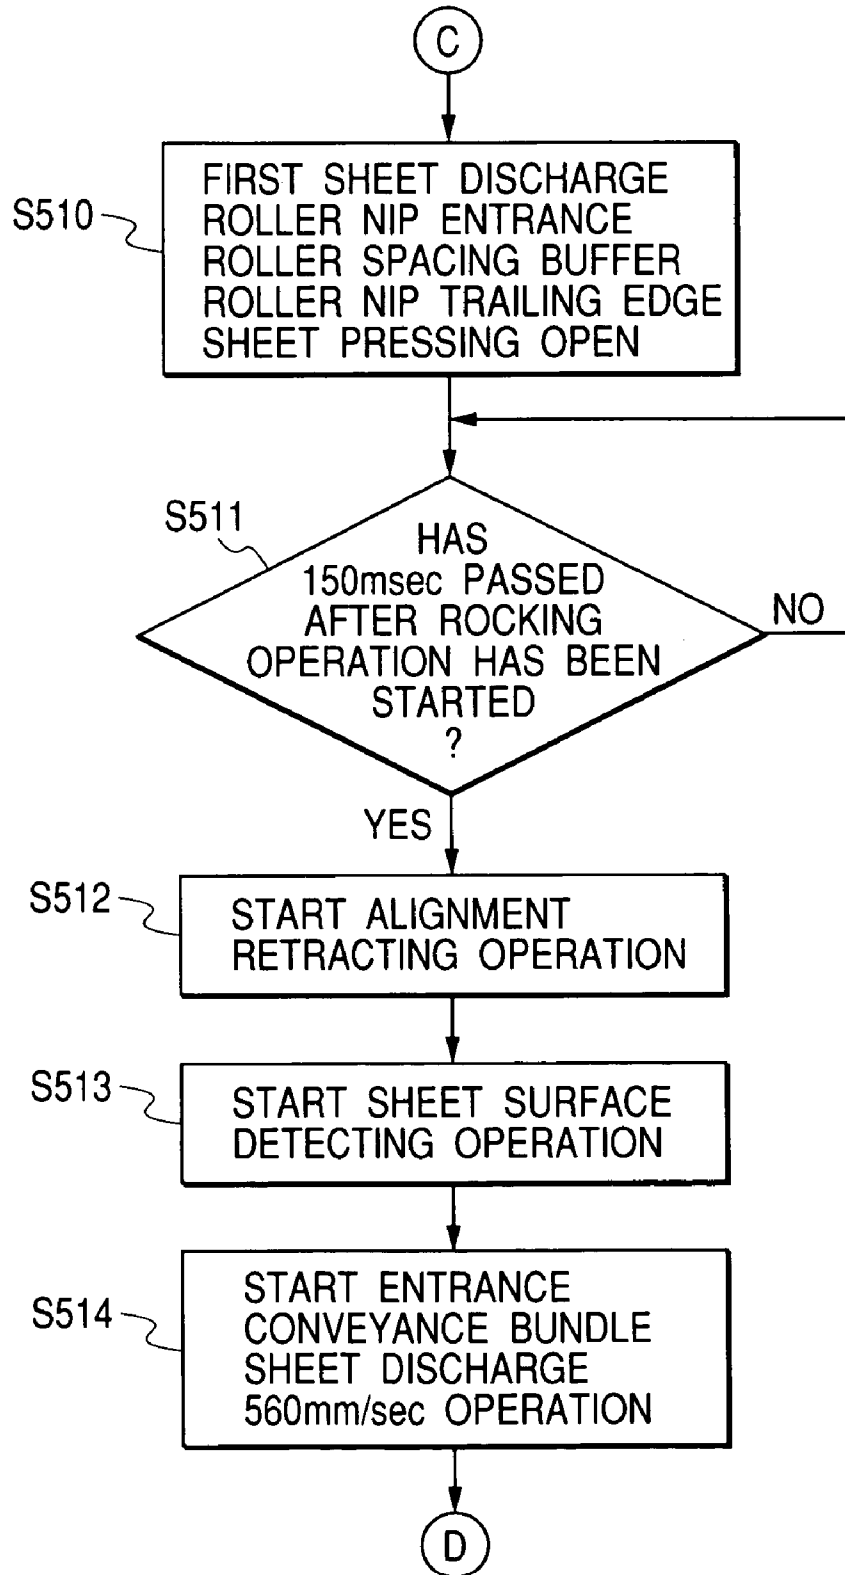 C
S510
FIRST SHEET DISCHARGE
ROLLER NIP ENTRANCE
ROLLER SPACING BUFFER
ROLLER NIP TRAILING EDGE
SHEET PRESSING OPEN
S511
HAS
150msec PASSED
AFTER ROCKING
OPERATION HAS BEEN
STARTED
?
NO
YES
S512
START ALIGNMENT
RETRACTING OPERATION
S513
START SHEET SURFACE
DETECTING OPERATION
S514
START ENTRANCE
CONVEYANCE BUNDLE
SHEET DISCHARGE
560mm/sec OPERATION
D